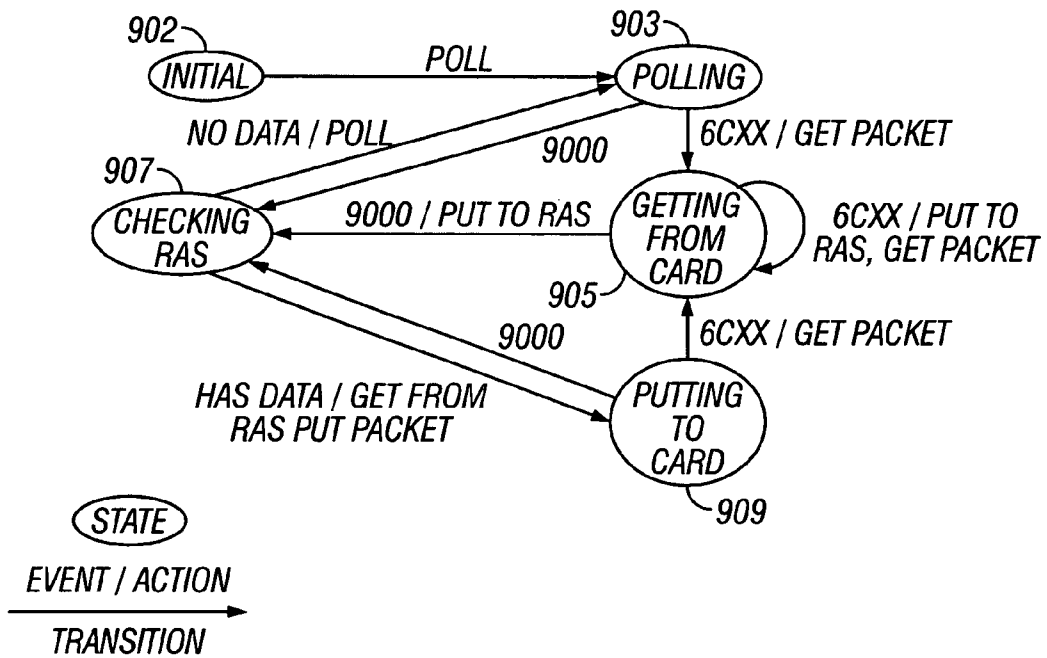 902
INITIAL
POLL
903
POLLING
NO DATA / POLL
9000
6CXX / GET PACKET
907
CHECKING
RAS
9000 / PUT TO RAS
GETTING
FROM
CARD
905
6CXX / PUT TO
RAS, GET PACKET
9000
6CXX / GET PACKET
HAS DATA / GET FROM
RAS PUT PACKET
PUTTING
TO
CARD
909
STATE
EVENT / ACTION
TRANSITION